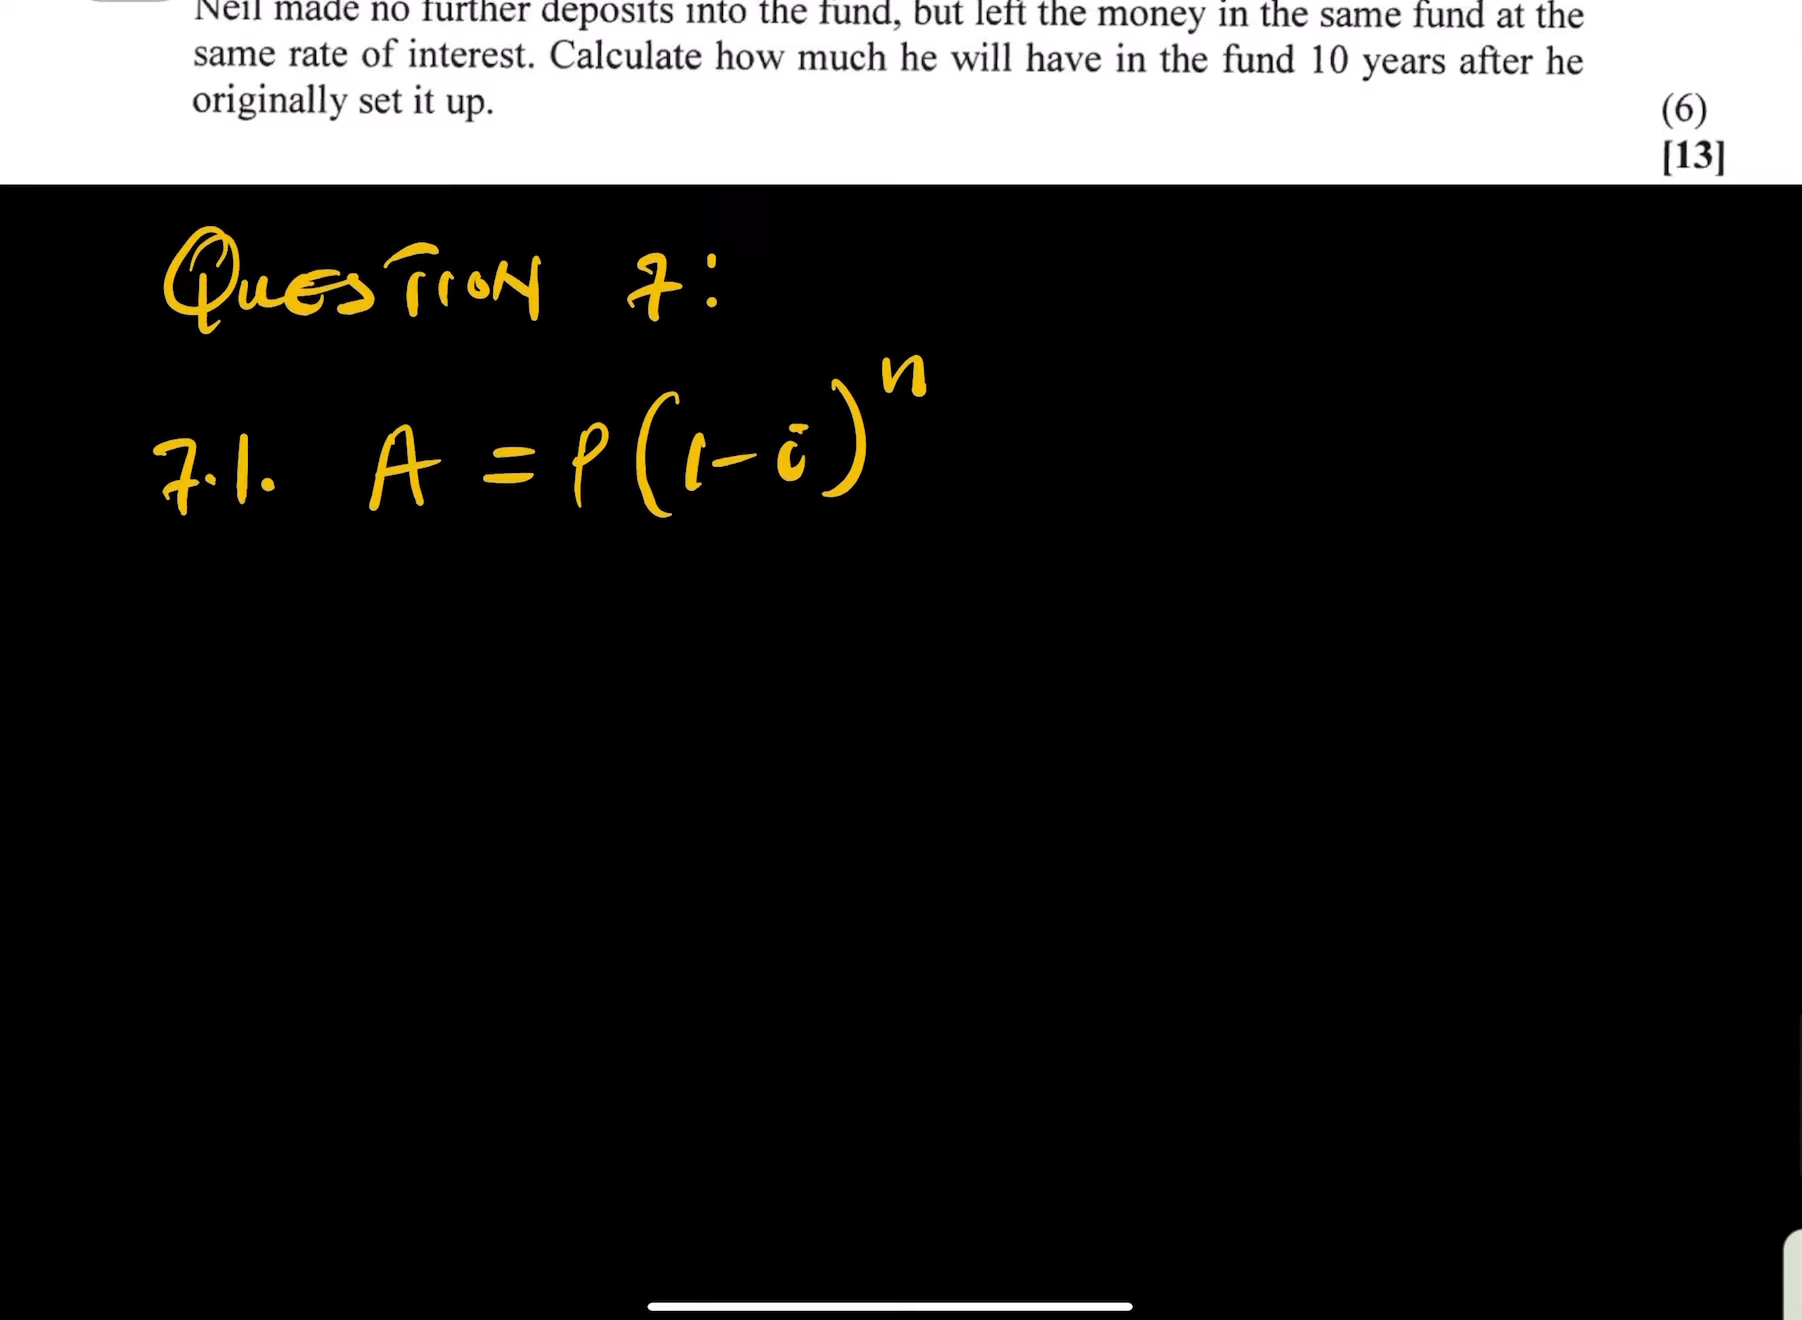 Neil made no further deposits into the fund, but left the money in the same fund at the
same rate of interest. Calculate how much he will have in the fund 10 years after he
originally set it up.
(6)
[13]
QUESTION 7:
7.1. A = P(1-i)^n